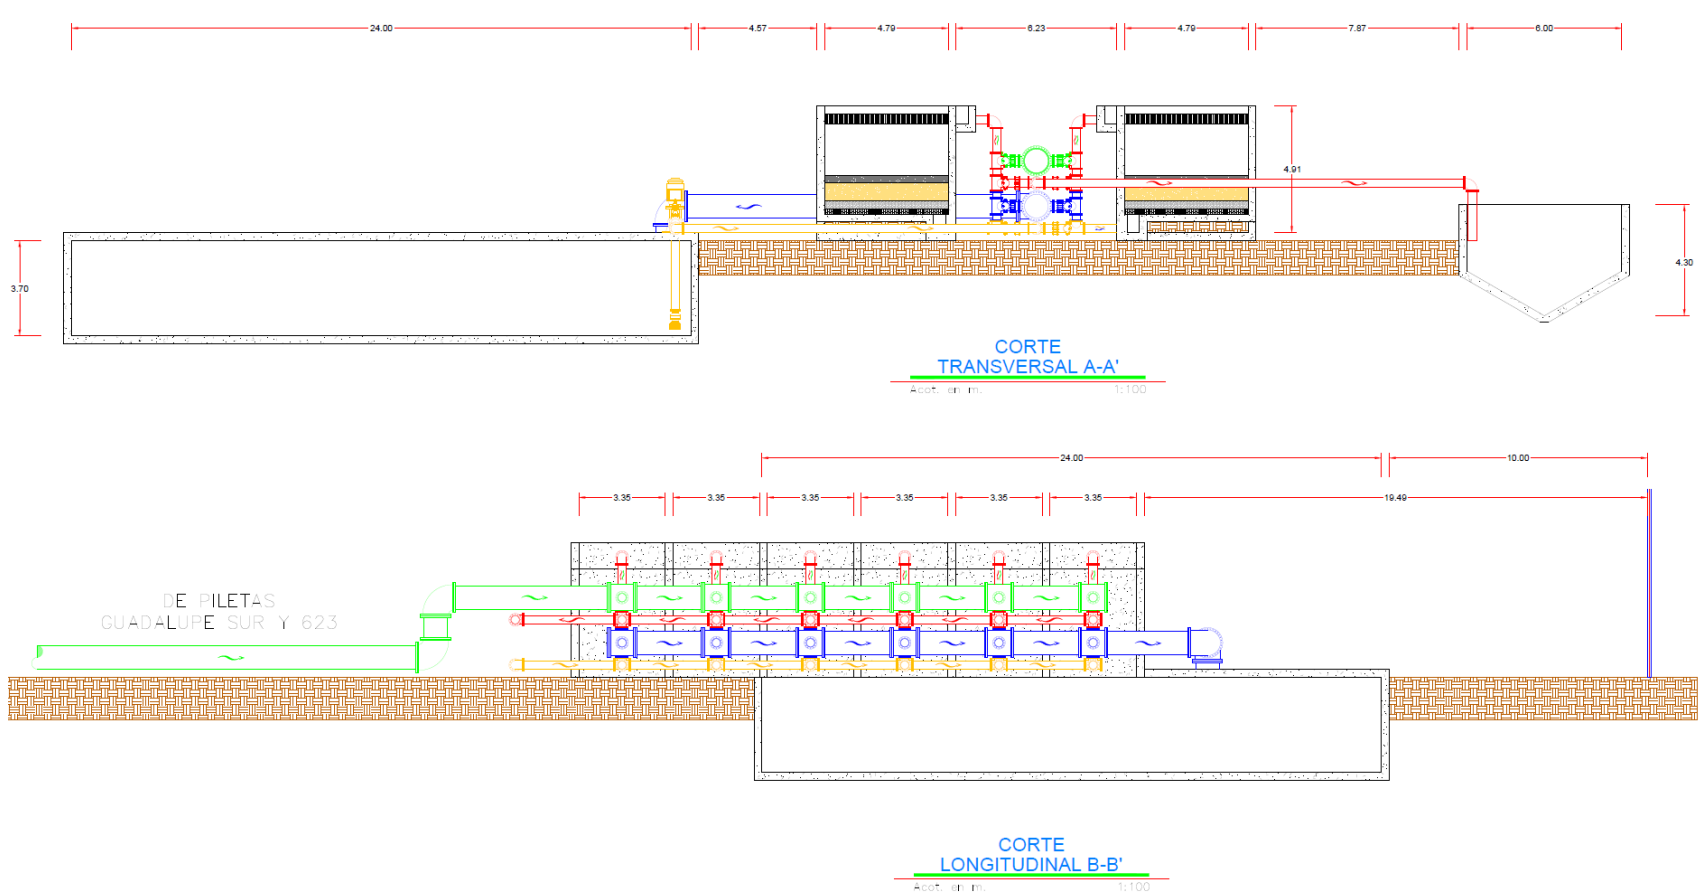 24.00 4.57 4.79 6.23 4.79 7.87 6.00
4.91
3.70
4.30
CORTE
TRANSVERSAL A-A'
Acot. en m. 1:100
24.00 10.00
3.35 3.35 3.35 3.35 3.35 3.35 19.49
DE PILETAS
GUADALUPE SUR Y 623
CORTE
LONGITUDINAL B-B'
Acot. en m. 1:100